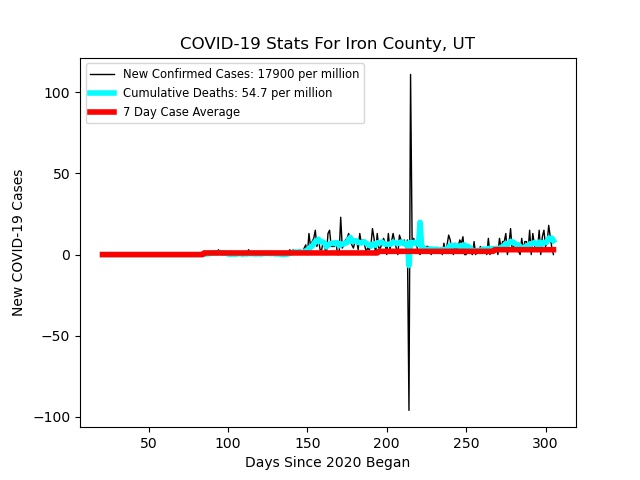 COVID-19 Stats For Iron County, UT
New Confirmed Cases: 17900 per million
Cumulative Deaths: 54.7 per million
7 Day Case Average
New COVID-19 Cases
100
50
0
−50
−100
50 100 150 200 250 300
Days Since 2020 Began